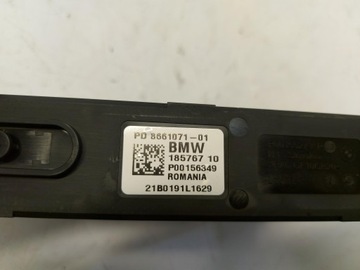 PD 8661071-01
BMW
185767 10
P00156349
ROMANIA
21B0191L1629